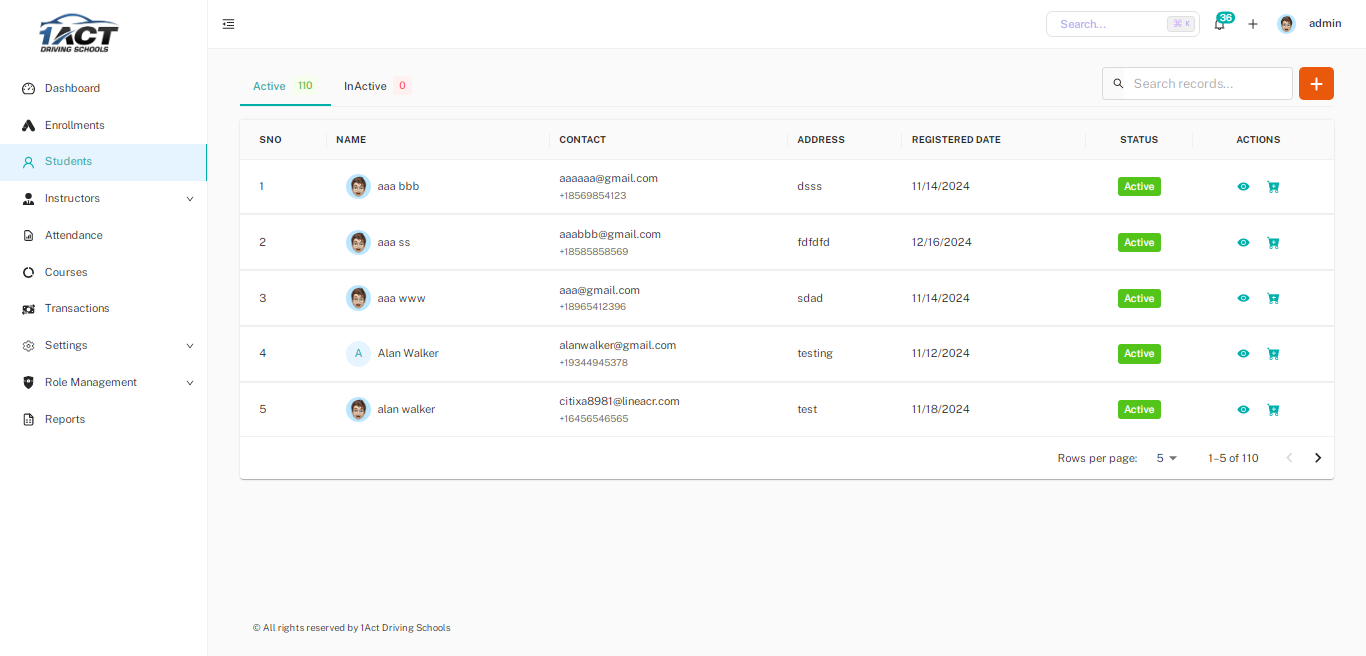 1ACT
DRIVING SCHOOLS
Search...
⌘ K
36
admin
Dashboard
Enrollments
Students
Instructors
Attendance
Courses
Transactions
Settings
Role Management
Reports
Active 110
InActive 0
Search records...
SNO NAME CONTACT ADDRESS REGISTERED DATE STATUS ACTIONS
1 aaa bbb aaaaaa@gmail.com dsss 11/14/2024 Active
+18569854123
2 aaa ss aaabbb@gmail.com fdfdfd 12/16/2024 Active
+18585858569
3 aaa www aaa@gmail.com sdad 11/14/2024 Active
+18965412396
4 A Alan Walker alanwalker@gmail.com testing 11/12/2024 Active
+19344945378
5 alan walker citixa8981@lineacr.com test 11/18/2024 Active
+16456546565
Rows per page: 5 1–5 of 110
© All rights reserved by 1Act Driving Schools